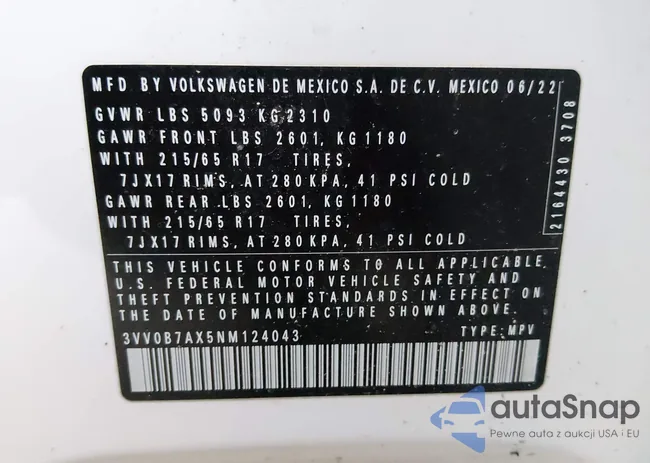 MFD. BY VOLKSWAGEN DE MEXICO S.A. DE C.V. MEXICO 06/22
GVWR LBS 5093 KG 2310
GAWR FRONT LBS 2601, KG 1180
WITH 215/65 R17 TIRES,
7JX17 RIMS, AT 280 KPA, 41 PSI COLD
GAWR REAR LBS 2601, KG 1180
WITH 215/65 R17 TIRES,
7JX17 RIMS, AT 280 KPA, 41 PSI COLD
THIS VEHICLE CONFORMS TO ALL APPLICABLE
U.S. FEDERAL MOTOR VEHICLE SAFETY AND
THEFT PREVENTION STANDARDS IN EFFECT ON
THE DATE OF MANUFACTURE SHOWN ABOVE.
3VV0B7AX5NM124043 TYPE: MPV
2164430 3708
autaSnap
Pewne auta z aukcji USA i EU